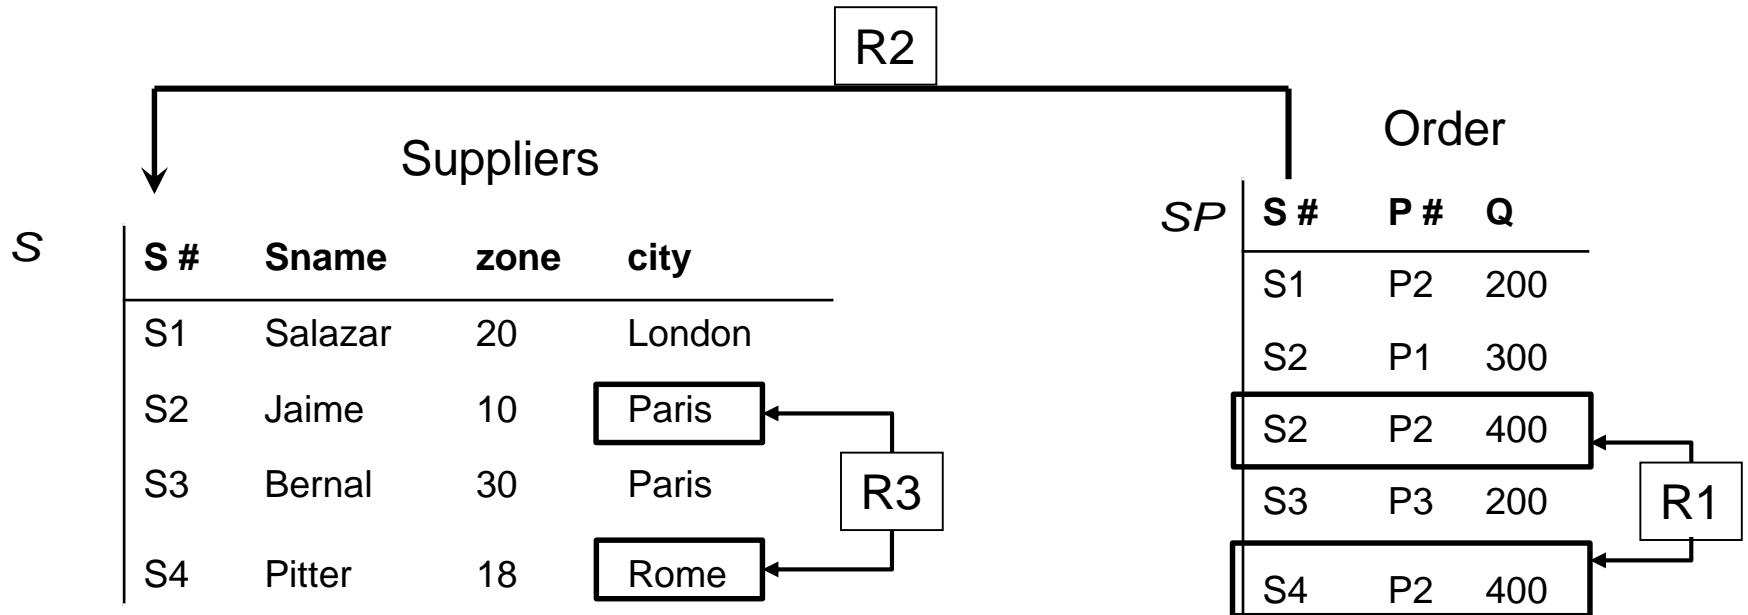 R2
Order
Suppliers
SP S # P # Q
S S # Sname zone city
S1 P2 200
S1 Salazar 20 London
S2 P1 300
S2 Jaime 10 Paris
S2 P2 400
S3 Bernal 30 Paris
R3
S3 P3 200
R1
S4 Pitter 18 Rome
S4 P2 400